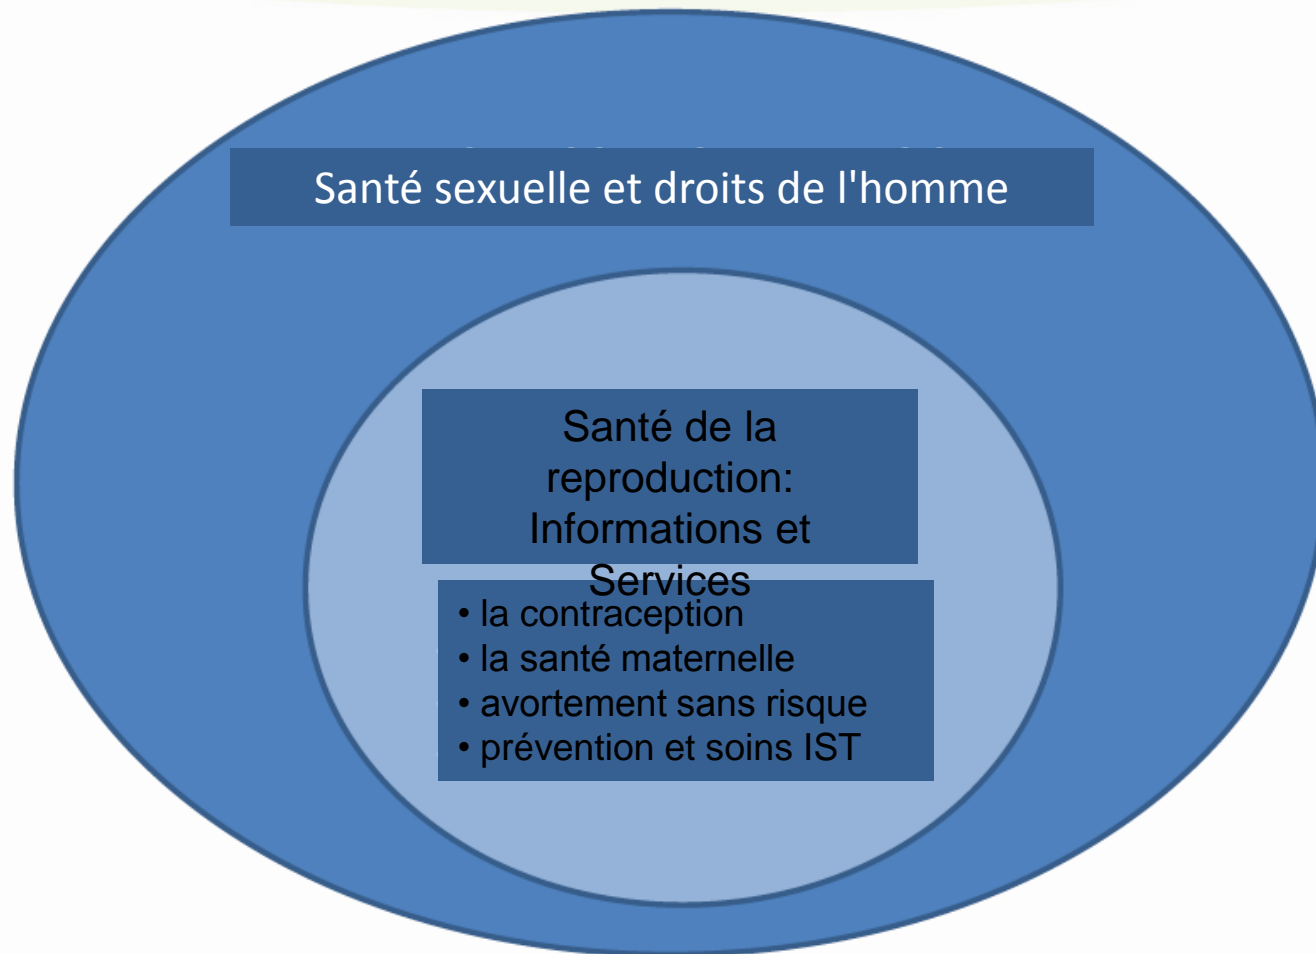 Santé sexuelle et droits de l'homme
Santé de la
reproduction:
Informations et
Services
• la contraception
• la santé maternelle
• avortement sans risque
• prévention et soins IST